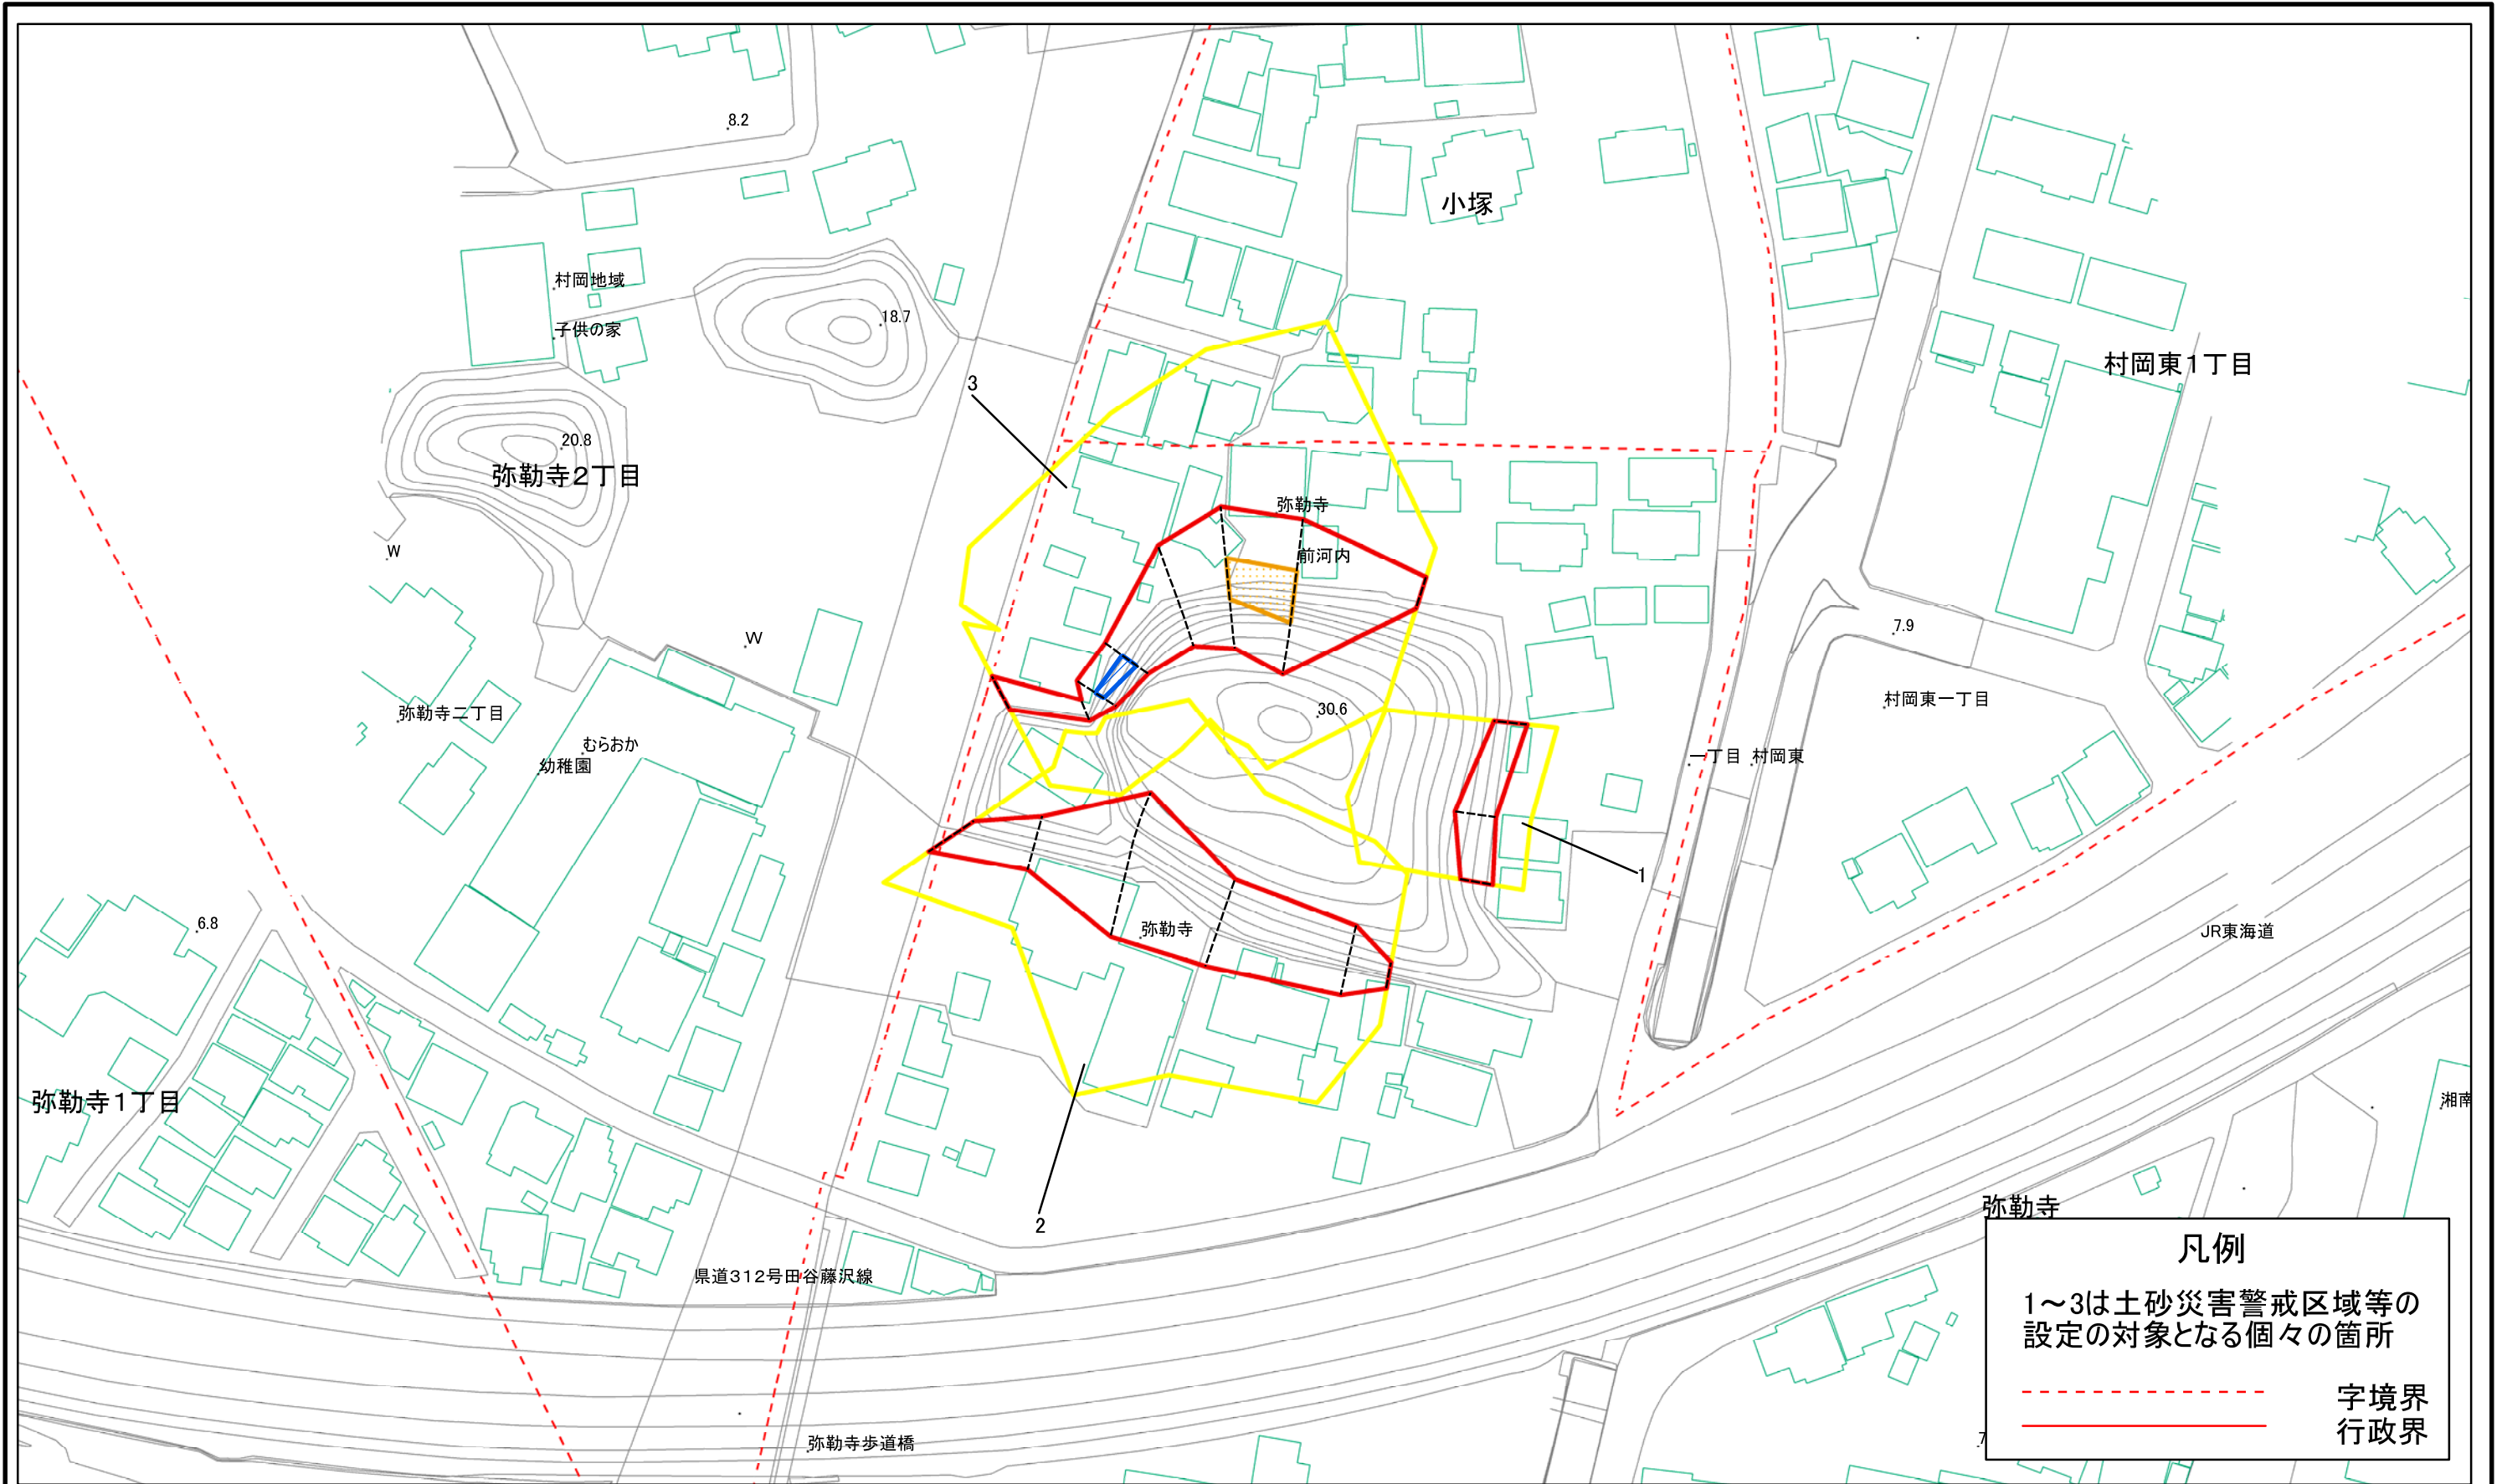 8.2
小塚
村岡地域
18.7
子供の家
村岡東1丁目
3
20.8
弥勒寺2丁目
弥勒寺
W
前河内
7.9
W
村岡東一丁目
弥勒寺二丁目
30.6
むらおか
幼稚園
一丁目
村岡東
1
6.8
弥勒寺
JR東海道
弥勒寺1丁目
湘南
2
弥勒寺
県道312号田谷藤沢線
弥勒寺歩道橋
7
凡例
1～3は土砂災害警戒区域等の
設定の対象となる個々の箇所
字境界
行政界